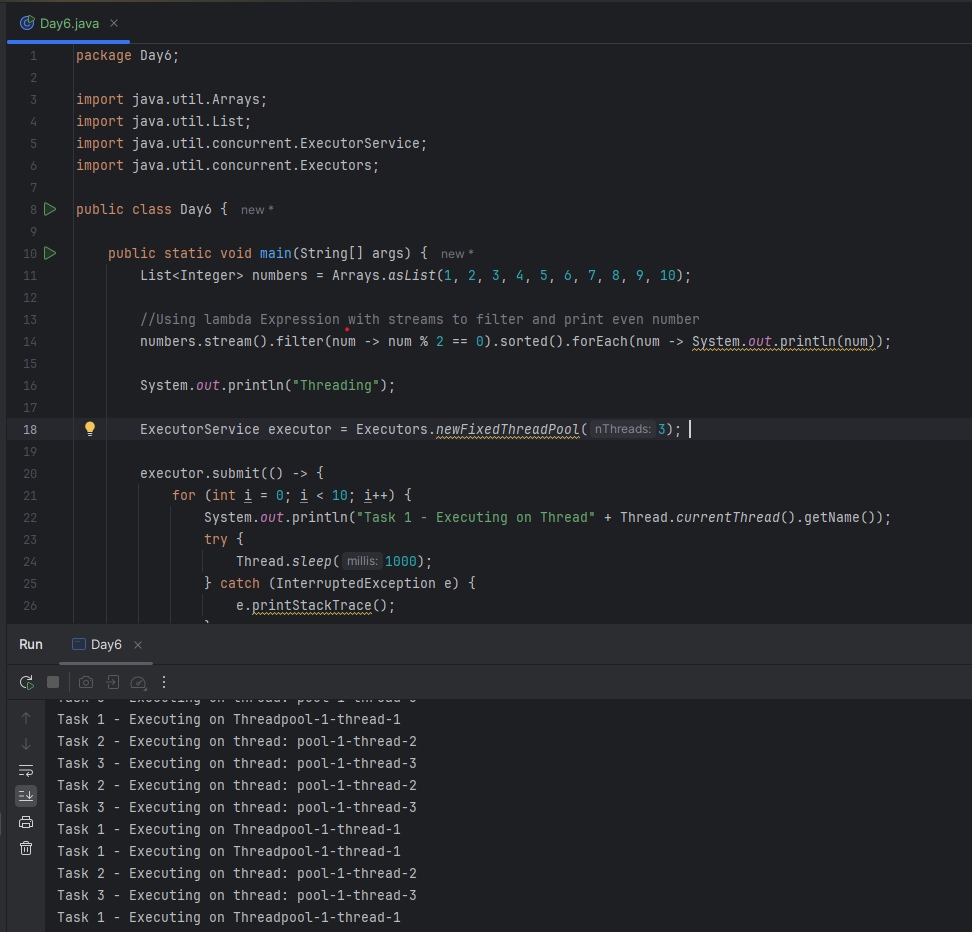 Day6.java
1 package Day6;
2
3 import java.util.Arrays;
4 import java.util.List;
5 import java.util.concurrent.ExecutorService;
6 import java.util.concurrent.Executors;
7
8 public class Day6 { new *
9
10 public static void main(String[] args) { new *
11 List<Integer> numbers = Arrays.asList(1, 2, 3, 4, 5, 6, 7, 8, 9, 10);
12
13 //Using lambda Expression with streams to filter and print even number
14 numbers.stream().filter(num -> num % 2 == 0).sorted().forEach(num -> System.out.println(num));
15
16 System.out.println("Threading");
17
18 ExecutorService executor = Executors.newFixedThreadPool( nThreads: 3);
19
20 executor.submit(() -> {
21 for (int i = 0; i < 10; i++) {
22 System.out.println("Task 1 - Executing on Thread" + Thread.currentThread().getName());
23 try {
24 Thread.sleep( millis: 1000);
25 } catch (InterruptedException e) {
26 e.printStackTrace();
Run Day6
Task 1 - Executing on Threadpool-1-thread-1
Task 2 - Executing on thread: pool-1-thread-2
Task 3 - Executing on thread: pool-1-thread-3
Task 2 - Executing on thread: pool-1-thread-2
Task 3 - Executing on thread: pool-1-thread-3
Task 1 - Executing on Threadpool-1-thread-1
Task 1 - Executing on Threadpool-1-thread-1
Task 2 - Executing on thread: pool-1-thread-2
Task 3 - Executing on thread: pool-1-thread-3
Task 1 - Executing on Threadpool-1-thread-1